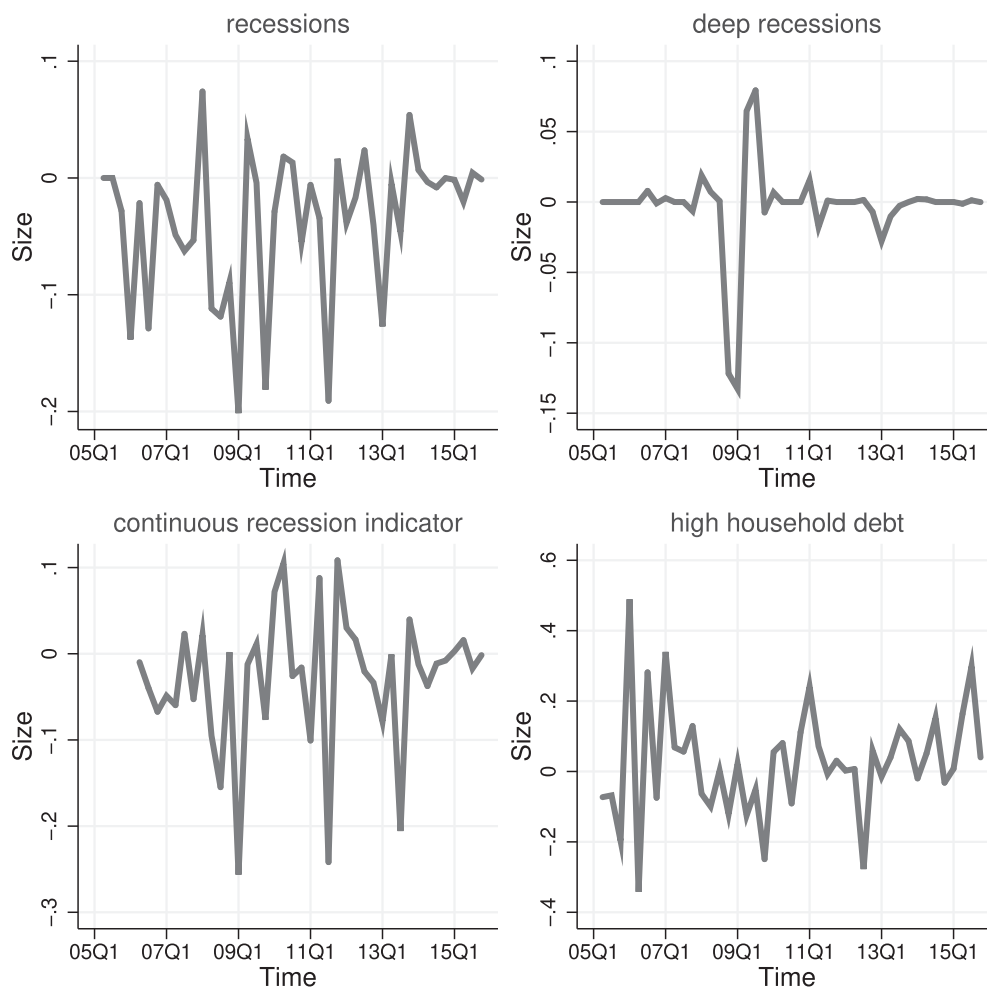 recessions
.1
0
-.1
-.2
Size
05Q1 07Q1 09Q1 11Q1 13Q1 15Q1
Time
deep recessions
.1
.05
0
-.05
-.1
-.15
Size
05Q1 07Q1 09Q1 11Q1 13Q1 15Q1
Time
continuous recession indicator
.1
0
-.1
-.2
-.3
Size
05Q1 07Q1 09Q1 11Q1 13Q1 15Q1
Time
high household debt
.6
.4
.2
0
-.2
-.4
Size
05Q1 07Q1 09Q1 11Q1 13Q1 15Q1
Time